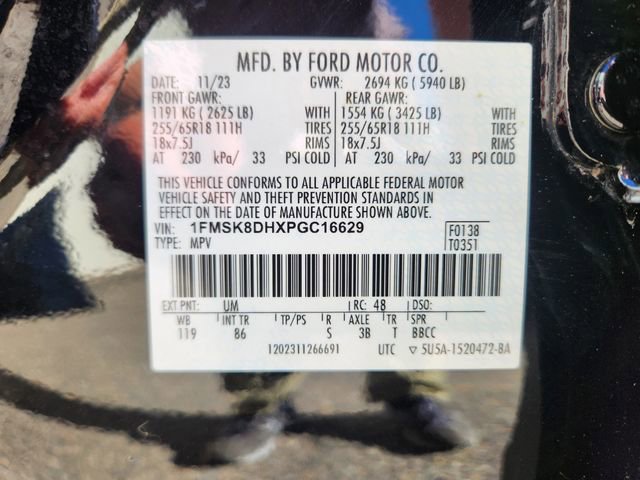 MFD. BY FORD MOTOR CO.
DATE: 11/23 GVWR: 2694 KG ( 5940 LB)
FRONT GAWR: REAR GAWR:
1191 KG ( 2625 LB) WITH 1554 KG ( 3425 LB) WITH
255/65R18 111H TIRES 255/65R18 111H TIRES
18x7.5J RIMS 18x7.5J RIMS
AT 230 kPa/ 33 PSI COLD AT 230 kPa/ 33 PSI COLD
THIS VEHICLE CONFORMS TO ALL APPLICABLE FEDERAL MOTOR
VEHICLE SAFETY AND THEFT PREVENTION STANDARDS IN
EFFECT ON THE DATE OF MANUFACTURE SHOWN ABOVE.
VIN: 1FMSK8DHXPGC16629 F0138
TYPE: MPV T0351
EXT PNT: UM RC: 48 DSO:
WB INT TR TP/PS R AXLE TR SPR
119 86 S 3B T BBCC
1202311266691 UTC ▽ 5U5A-1520472-8A